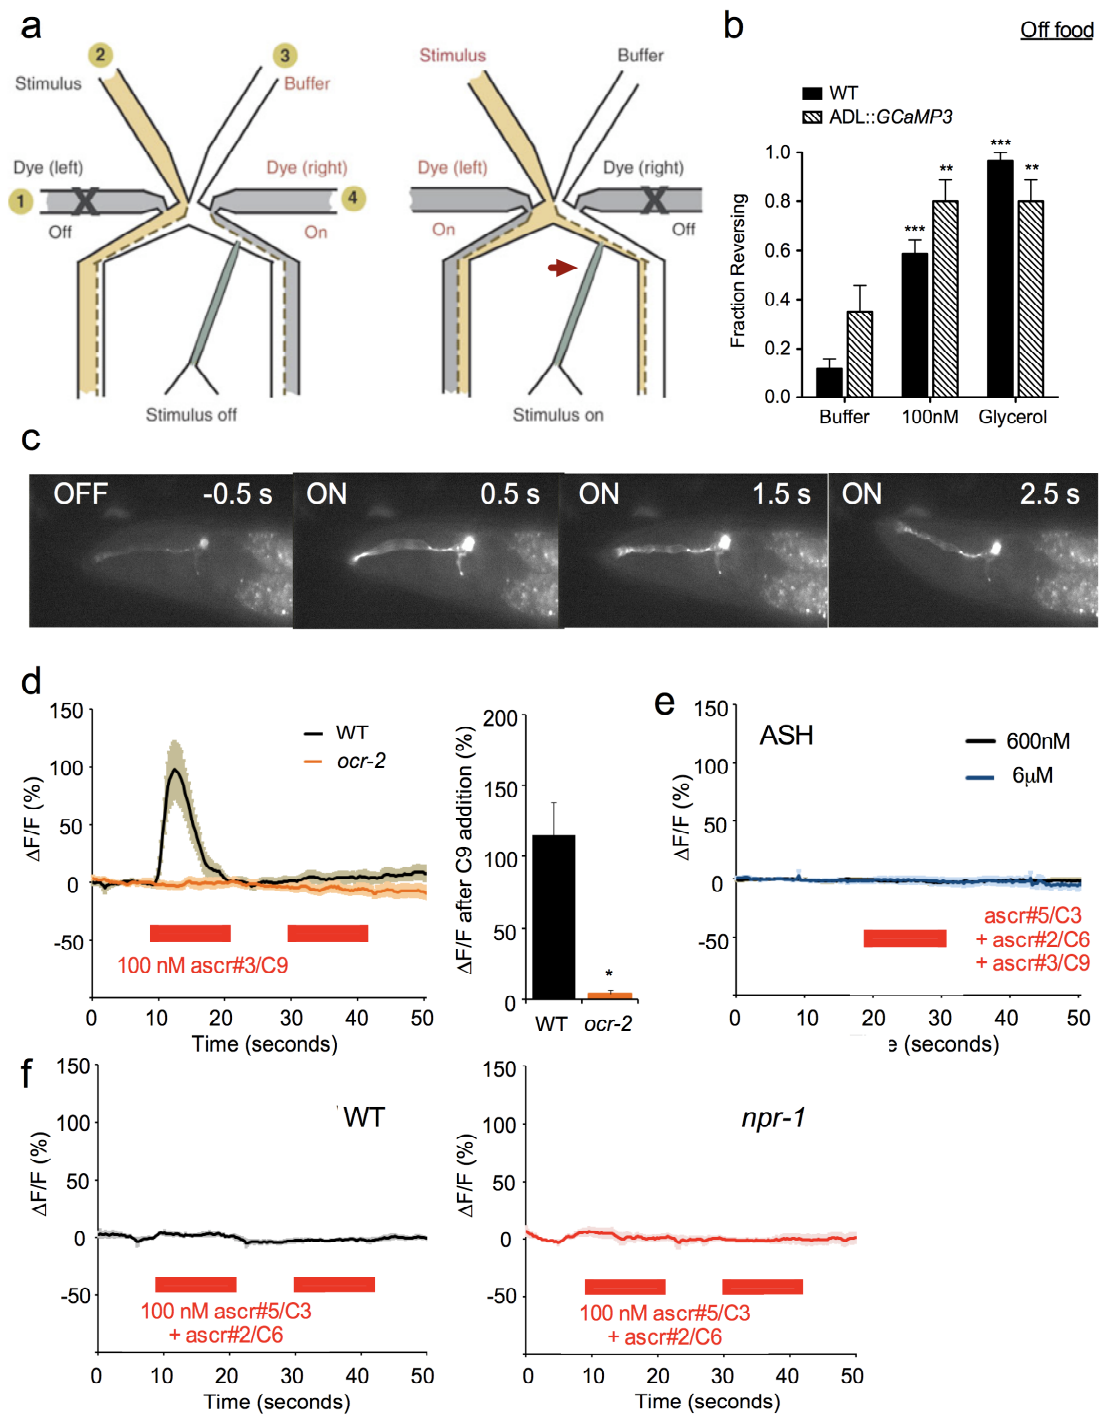 a
2
3
Stimulus
Buffer
Dye (left)
Dye (right)
1
X
4
Off
On
Stimulus off
Stimulus
Buffer
Dye (left)
Dye (right)
X
On
Off
Stimulus on
b
Off food
WT
ADL::GCaMP3
Fraction Reversing
1.0
0.8
0.6
0.4
0.2
0.0
***
**
***
**
Buffer
100nM
Glycerol
c
OFF
-0.5 s
ON
0.5 s
ON
1.5 s
ON
2.5 s
d
ΔF/F (%)
150
100
50
0
-50
WT
ocr-2
100 nM ascr#3/C9
0 10 20 30 40 50
Time (seconds)
ΔF/F after C9 addition (%)
200
150
100
50
0
*
WT
ocr-2
e
ΔF/F (%)
150
100
50
0
-50
ASH
600nM
6μM
ascr#5/C3
+ ascr#2/C6
+ ascr#3/C9
0 10 20 30 40 50
e (seconds)
f
ΔF/F (%)
150
100
50
0
-50
WT
100 nM ascr#5/C3
+ ascr#2/C6
0 10 20 30 40 50
Time (seconds)
ΔF/F (%)
150
100
50
0
-50
npr-1
100 nM ascr#5/C3
+ ascr#2/C6
0 10 20 30 40 50
Time (seconds)